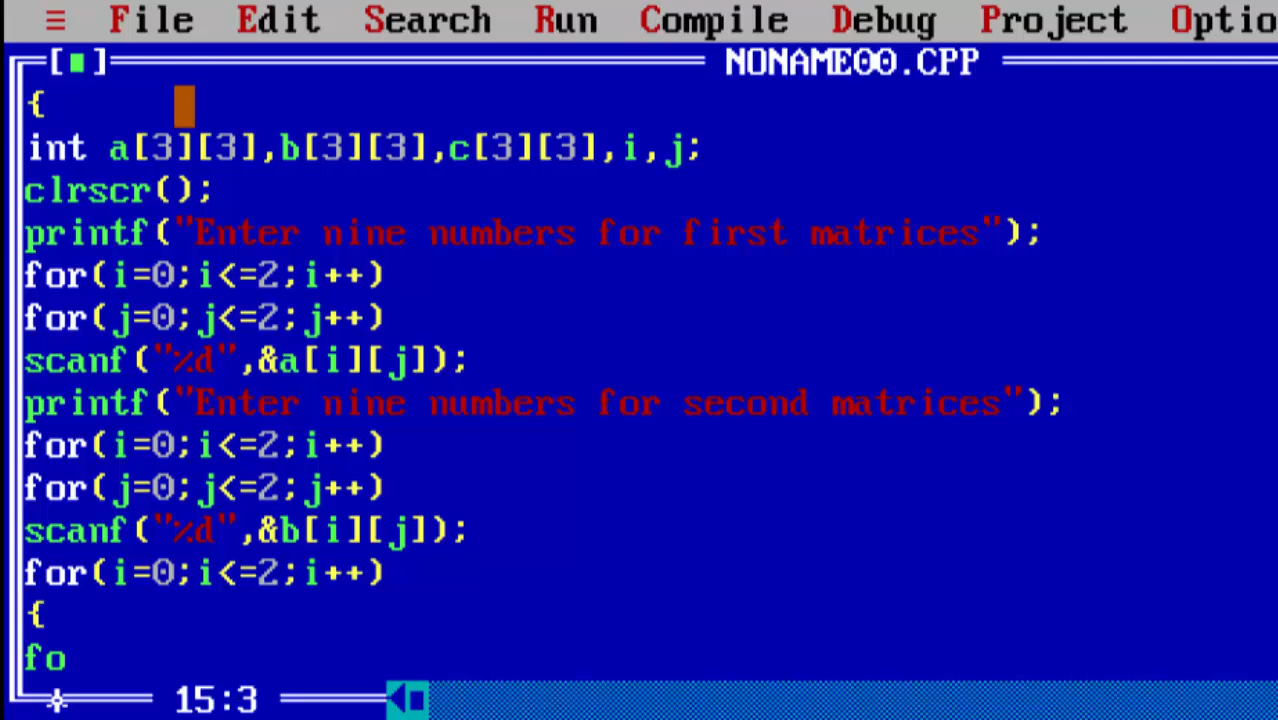 ≡ File Edit Search Run Compile Debug Project Optio
[■] NONAME00.CPP
{
int a[3][3],b[3][3],c[3][3],i,j;
clrscr();
printf("Enter nine numbers for first matrices");
for(i=0;i<=2;i++)
for(j=0;j<=2;j++)
scanf("%d",&a[i][j]);
printf("Enter nine numbers for second matrices");
for(i=0;i<=2;i++)
for(j=0;j<=2;j++)
scanf("%d",&b[i][j]);
for(i=0;i<=2;i++)
{
fo
15:3